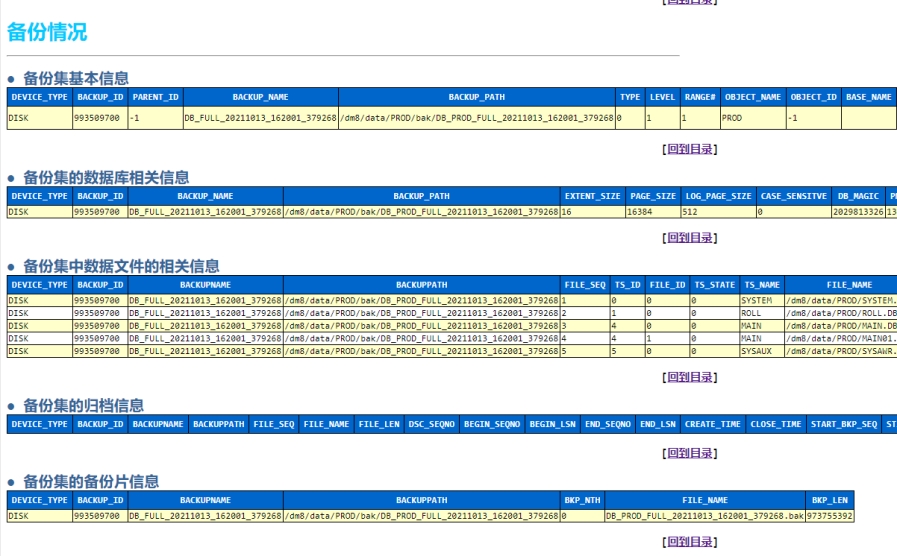 [回到目录]
备份情况
● 备份集基本信息
DEVICE_TYPE BACKUP_ID PARENT_ID BACKUP_NAME BACKUP_PATH TYPE LEVEL RANGE# OBJECT_NAME OBJECT_ID BASE_NAME
DISK 993509700 -1 DB_FULL_20211013_162001_379268 /dm8/data/PROD/bak/DB_PROD_FULL_20211013_162001_379268 0 1 1 PROD -1
[回到目录]
● 备份集的数据库相关信息
DEVICE_TYPE BACKUP_ID BACKUP_NAME BACKUP_PATH EXTENT_SIZE PAGE_SIZE LOG_PAGE_SIZE CASE_SENSITVE DB_MAGIC
DISK 993509700 DB_FULL_20211013_162001_379268 /dm8/data/PROD/bak/DB_PROD_FULL_20211013_162001_379268 16 16384 512 0 2029813326 13
[回到目录]
● 备份集中数据文件的相关信息
DEVICE_TYPE BACKUP_ID BACKUPNAME BACKUPPATH FILE_SEQ TS_ID FILE_ID TS_STATE TS_NAME FILE_NAME
DISK 993509700 DB_FULL_20211013_162001_379268 /dm8/data/PROD/bak/DB_PROD_FULL_20211013_162001_379268 1 0 0 0 SYSTEM /dm8/data/PROD/SYSTEM.
DISK 993509700 DB_FULL_20211013_162001_379268 /dm8/data/PROD/bak/DB_PROD_FULL_20211013_162001_379268 2 1 0 0 ROLL /dm8/data/PROD/ROLL.DB
DISK 993509700 DB_FULL_20211013_162001_379268 /dm8/data/PROD/bak/DB_PROD_FULL_20211013_162001_379268 3 4 0 0 MAIN /dm8/data/PROD/MAIN.DB
DISK 993509700 DB_FULL_20211013_162001_379268 /dm8/data/PROD/bak/DB_PROD_FULL_20211013_162001_379268 4 4 1 0 MAIN /dm8/data/PROD/MAIN01.
DISK 993509700 DB_FULL_20211013_162001_379268 /dm8/data/PROD/bak/DB_PROD_FULL_20211013_162001_379268 5 5 0 0 SYSAUX /dm8/data/PROD/SYSAWR.
[回到目录]
● 备份集的归档信息
DEVICE_TYPE BACKUP_ID BACKUPNAME BACKUPPATH FILE_SEQ FILE_NAME FILE_LEN DSC_SEQNO BEGIN_SEQNO BEGIN_LSN END_SEQNO END_LSN CREATE_TIME CLOSE_TIME START_BKP_SEQ ST
[回到目录]
● 备份集的备份片信息
DEVICE_TYPE BACKUP_ID BACKUPNAME BACKUPPATH BKP_NTH FILE_NAME BKP_LEN
DISK 993509700 DB_FULL_20211013_162001_379268 /dm8/data/PROD/bak/DB_PROD_FULL_20211013_162001_379268 0 DB_PROD_FULL_20211013_162001_379268.bak 973755392
[回到目录]